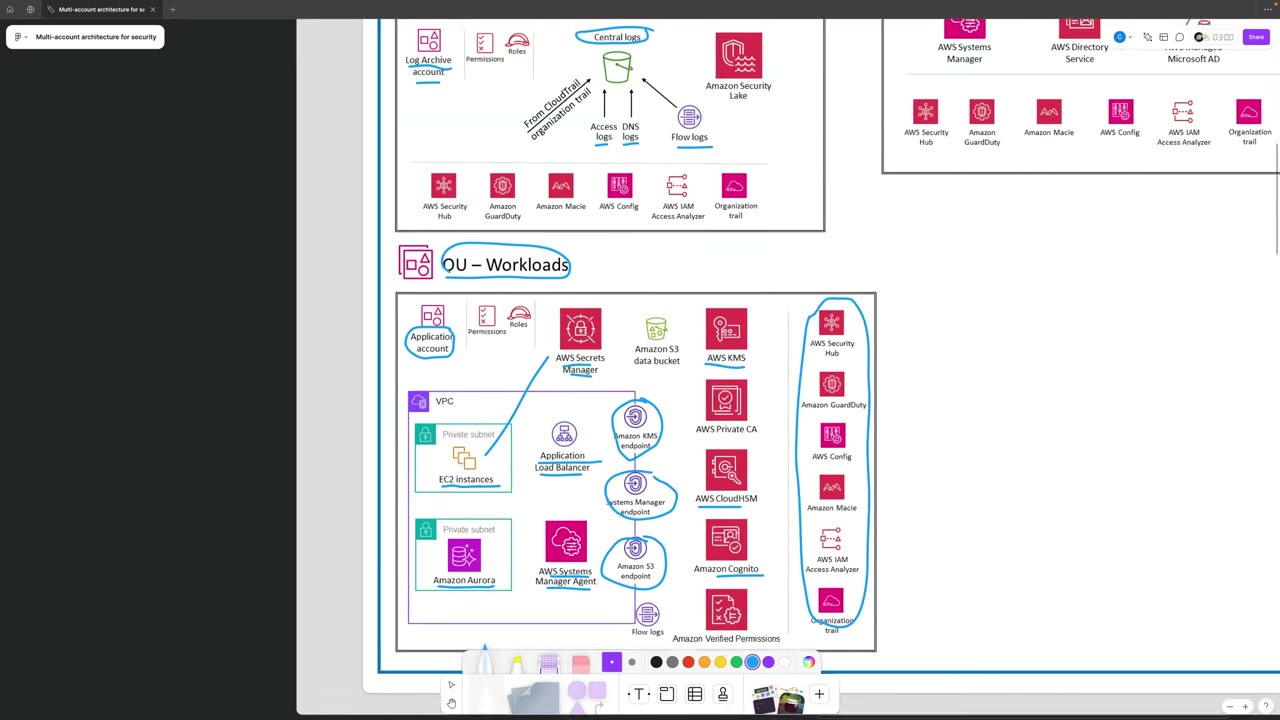 Multi-account architecture for se
Multi-account architecture for security
C
03:00
Share
Log Archive
account
Permissions
Roles
Central logs
From CloudTrail
organization trail
Access
logs
DNS
logs
Flow logs
Amazon Security
Lake
AWS Security
Hub
Amazon
GuardDuty
Amazon Macie
AWS Config
AWS IAM
Access Analyzer
Organization
trail
AWS Systems
Manager
AWS Directory
Service
AWS Managed
Microsoft AD
AWS Security
Hub
Amazon
GuardDuty
Amazon Macie
AWS Config
AWS IAM
Access Analyzer
Organization
trail
OU – Workloads
Application
account
Permissions
Roles
AWS Secrets
Manager
Amazon S3
data bucket
AWS KMS
VPC
Private subnet
EC2 instances
Application
Load Balancer
Amazon KMS
endpoint
Systems Manager
endpoint
Private subnet
Amazon Aurora
AWS Systems
Manager Agent
Amazon S3
endpoint
Flow logs
AWS Private CA
AWS CloudHSM
Amazon Cognito
Amazon Verified Permissions
AWS Security
Hub
Amazon GuardDuty
AWS Config
Amazon Macie
AWS IAM
Access Analyzer
Organization
trail
T